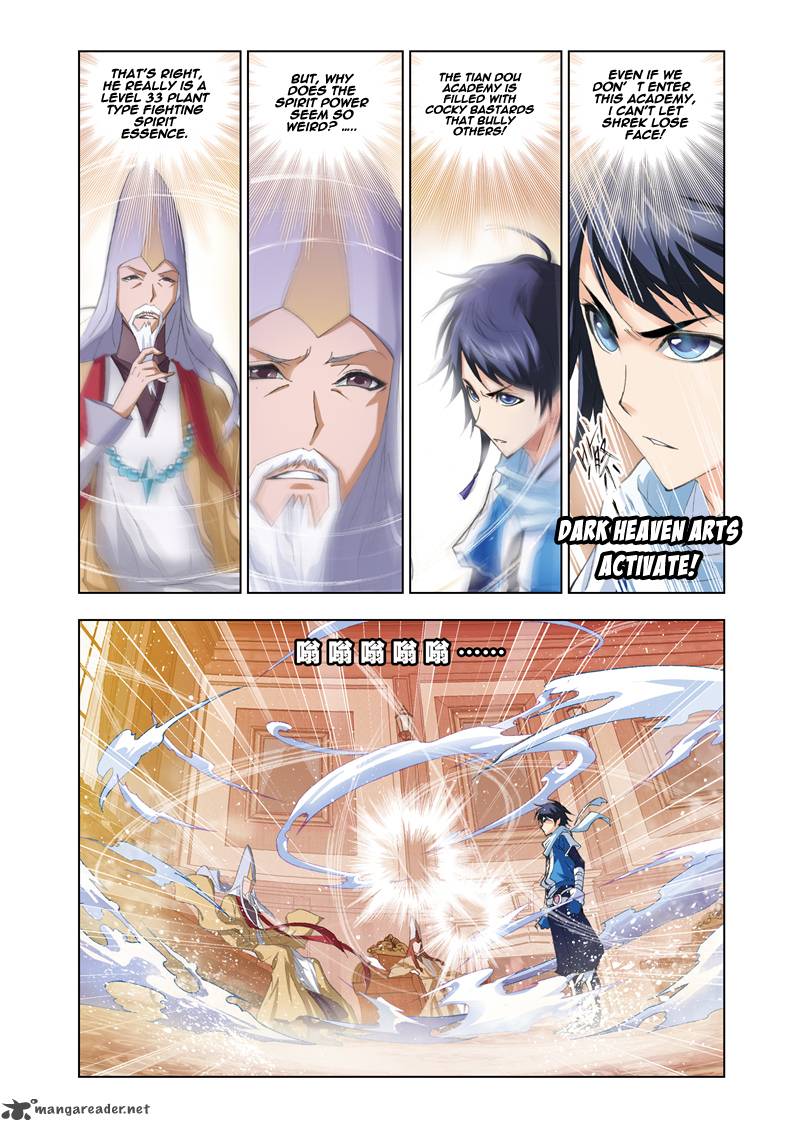 THAT'S RIGHT,
HE REALLY IS A
LEVEL 33 PLANT
TYPE FIGHTING
SPIRIT
ESSENCE.
BUT, WHY
DOES THE
SPIRIT POWER
SEEM SO
WEIRD? .....
THE TIAN DOU
ACADEMY IS
FILLED WITH
COCKY BASTARDS
THAT BULLY
OTHERS!
EVEN IF WE
DON'T ENTER
THIS ACADEMY,
I CAN'T LET
SHREK LOSE
FACE!
DARK HEAVEN ARTS
ACTIVATE!
嗡嗡嗡嗡嗡……
mangareader.net